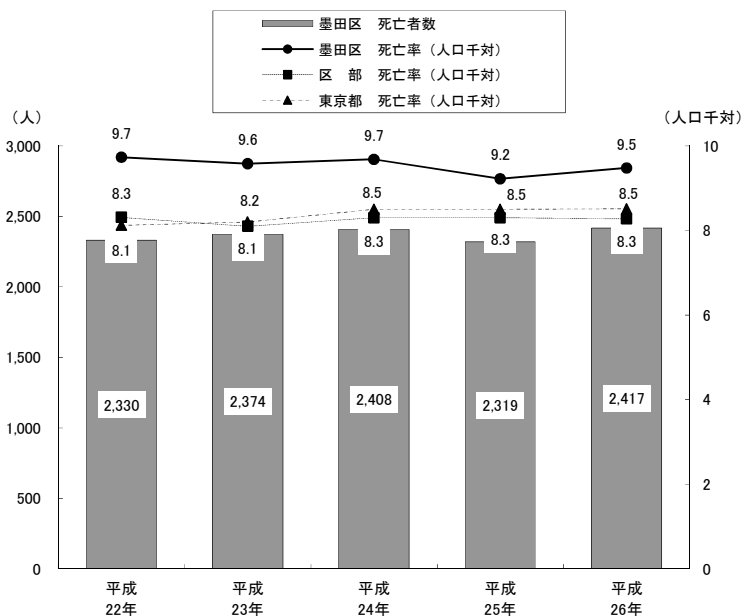 墨田区　死亡者数
墨田区　死亡率（人口千対）
区　部　死亡率（人口千対）
東京都　死亡率（人口千対）
（人）
（人口千対）
9.7
9.6
9.7
9.2
9.5
3,000
10
8.3
8.2
8.5
8.5
8.5
2,500
8
8.1
8.1
8.3
8.3
8.3
2,000
6
1,500
2,330
2,374
2,408
2,319
2,417
4
1,000
500
2
0
0
平成
22年
平成
23年
平成
24年
平成
25年
平成
26年